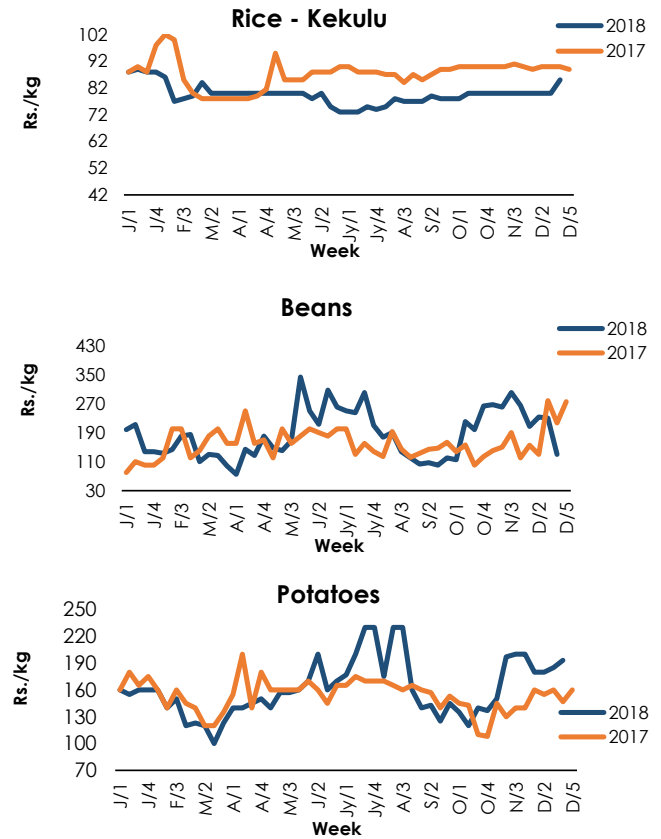 Rice - Kekulu
2018
2017
102
92
82
72
62
52
42
Rs./kg
J/1 J/4 F/3 M/2 A/1 A/4 M/3 J/2 Jy/1 Jy/4 A/3 S/2 O/1 O/4 N/3 D/2 D/5
Week
Beans
2018
2017
430
350
270
190
110
30
Rs./kg
J/1 J/4 F/3 M/2 A/1 A/4 M/3 J/2 Jy/1 Jy/4 A/3 S/2 O/1 O/4 N/3 D/2 D/5
Week
Potatoes
250
220
190
160
130
100
70
Rs./kg
2018
2017
J/1 J/4 F/3 M/2 A/1 A/4 M/3 J/2 Jy/1 Jy/4 A/3 S/2 O/1 O/4 N/3 D/2 D/5
Week